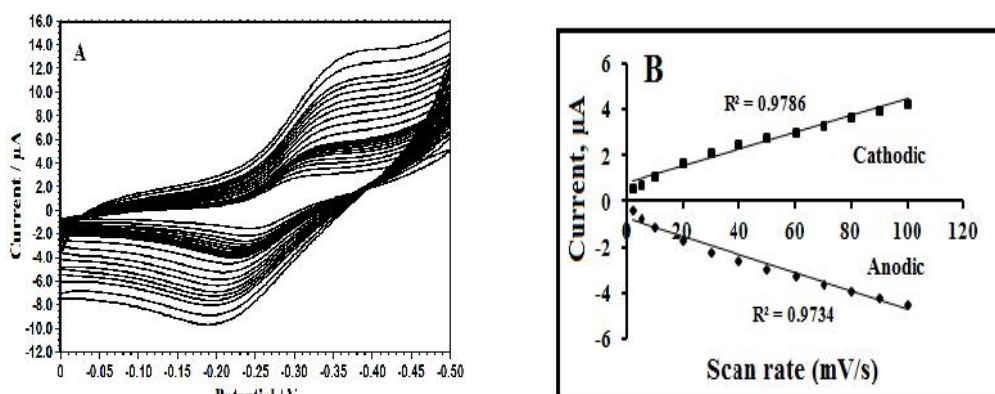 A
Current / µA
16.0
14.0
12.0
10.0
8.0
6.0
4.0
2.0
0
-2.0
-4.0
-6.0
-8.0
-10.0
-12.0
0 -0.05 -0.10 -0.15 -0.20 -0.25 -0.30 -0.35 -0.40 -0.45 -0.50
B
Current, µA
6
4
2
0
-2
-4
-6
R² = 0.9786
Cathodic
0 20 40 60 80 100 120
Anodic
R² = 0.9734
Scan rate (mV/s)